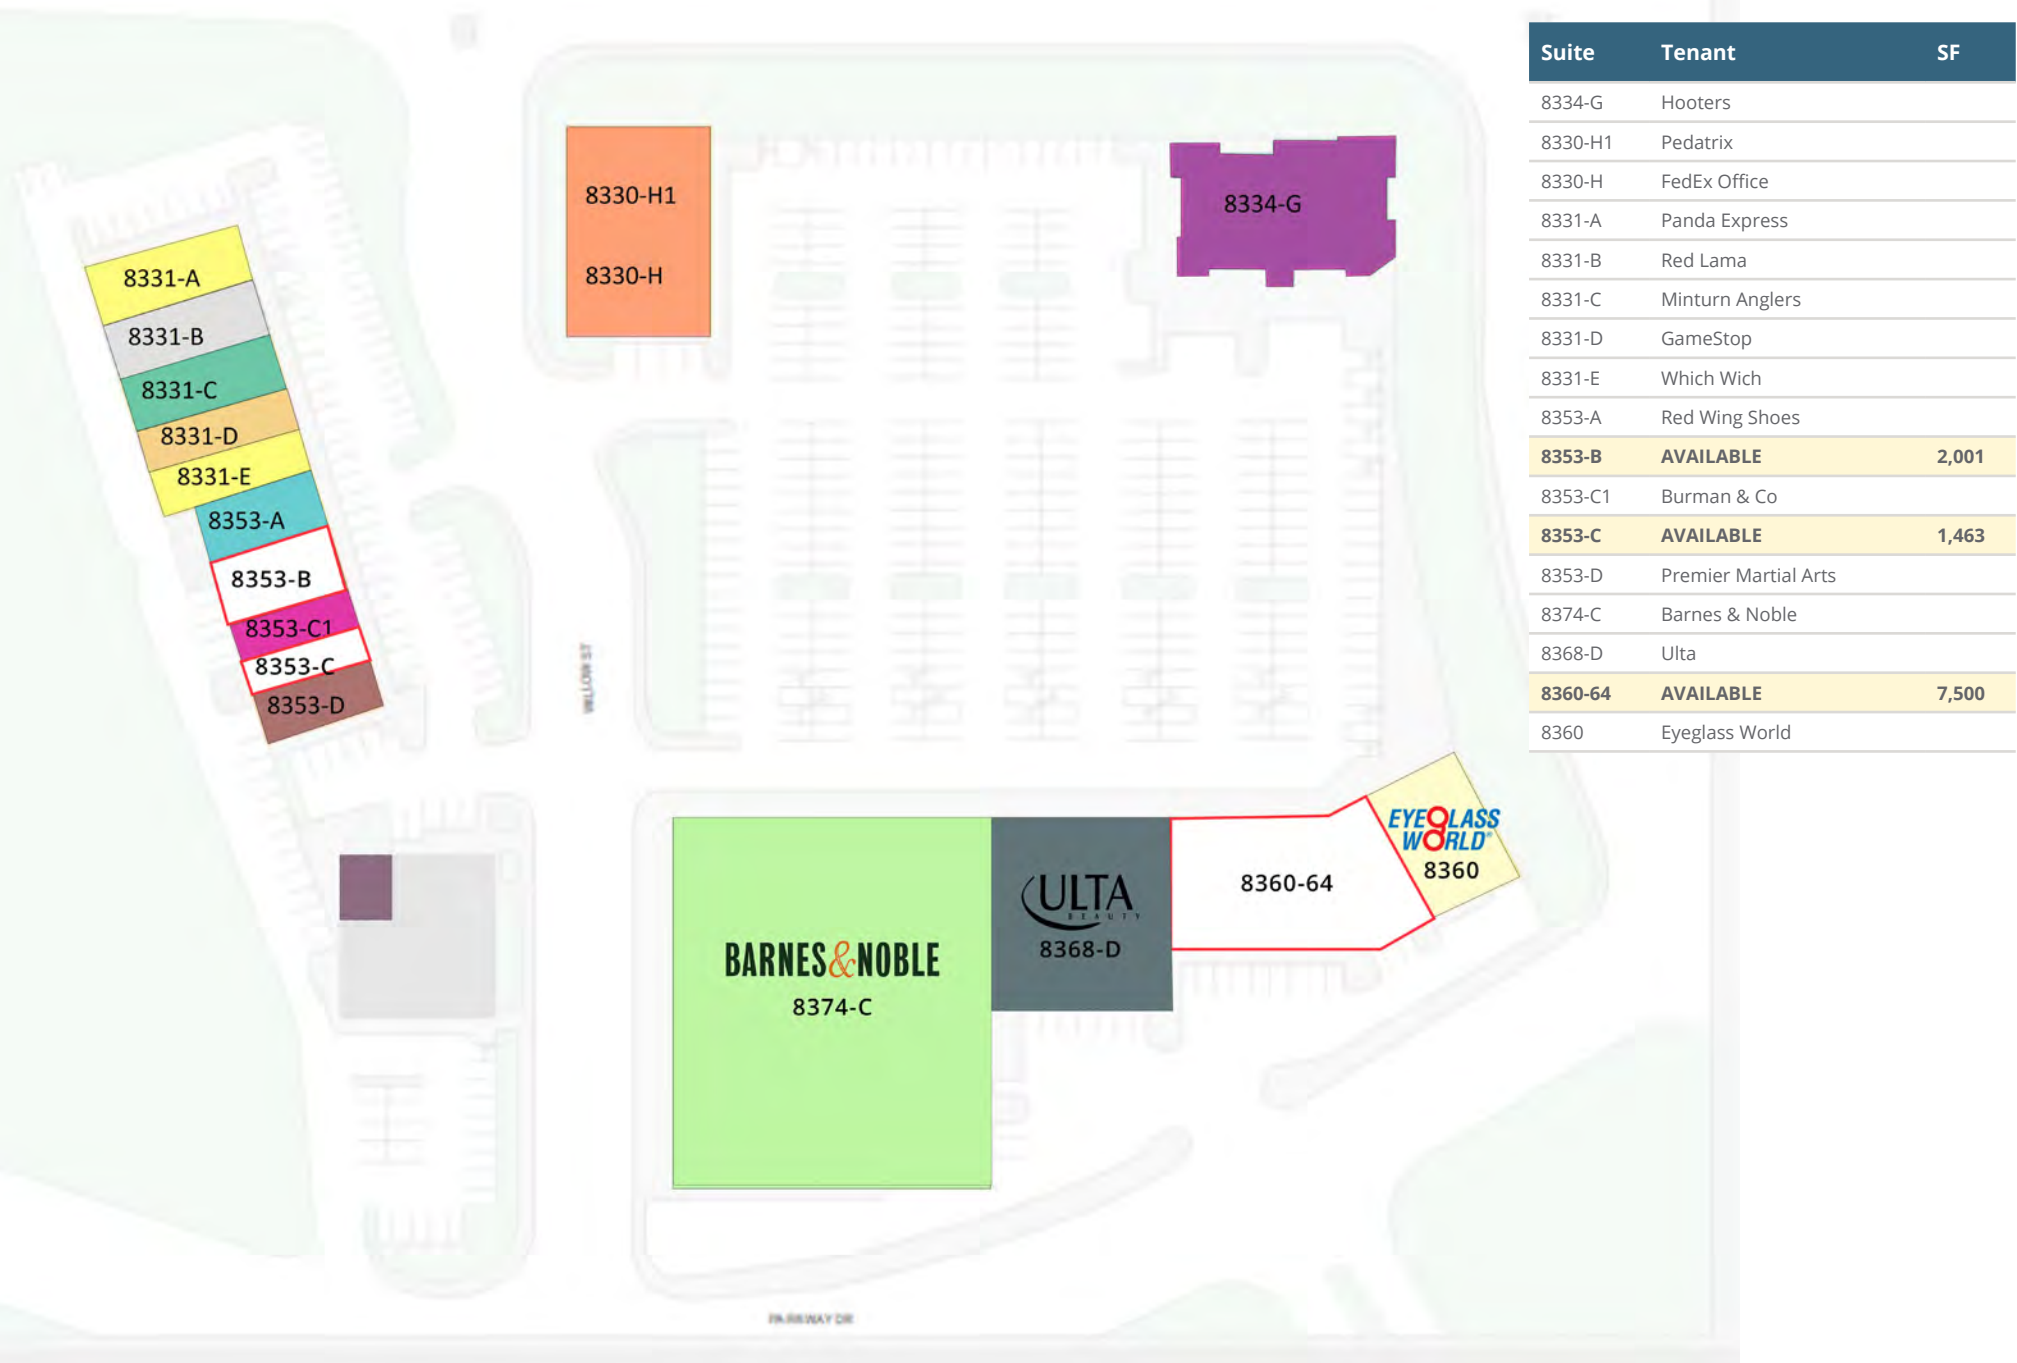 Suite Tenant SF
8334-G Hooters
8330-H1 Pedatrix
8330-H FedEx Office
8331-A Panda Express
8331-B Red Lama
8331-C Minturn Anglers
8331-D GameStop
8331-E Which Wich
8353-A Red Wing Shoes
8353-B AVAILABLE 2,001
8353-C1 Burman & Co
8353-C AVAILABLE 1,463
8353-D Premier Martial Arts
8374-C Barnes & Noble
8368-D Ulta
8360-64 AVAILABLE 7,500
8360 Eyeglass World
8330-H1
8330-H
8334-G
8331-A
8331-B
8331-C
8331-D
8331-E
8353-A
8353-B
8353-C1
8353-C
8353-D
WILLOW ST
BARNES&NOBLE
8374-C
ULTA
BEAUTY
8368-D
8360-64
EYEGLASS
WORLD
8360
PARKWAY DR